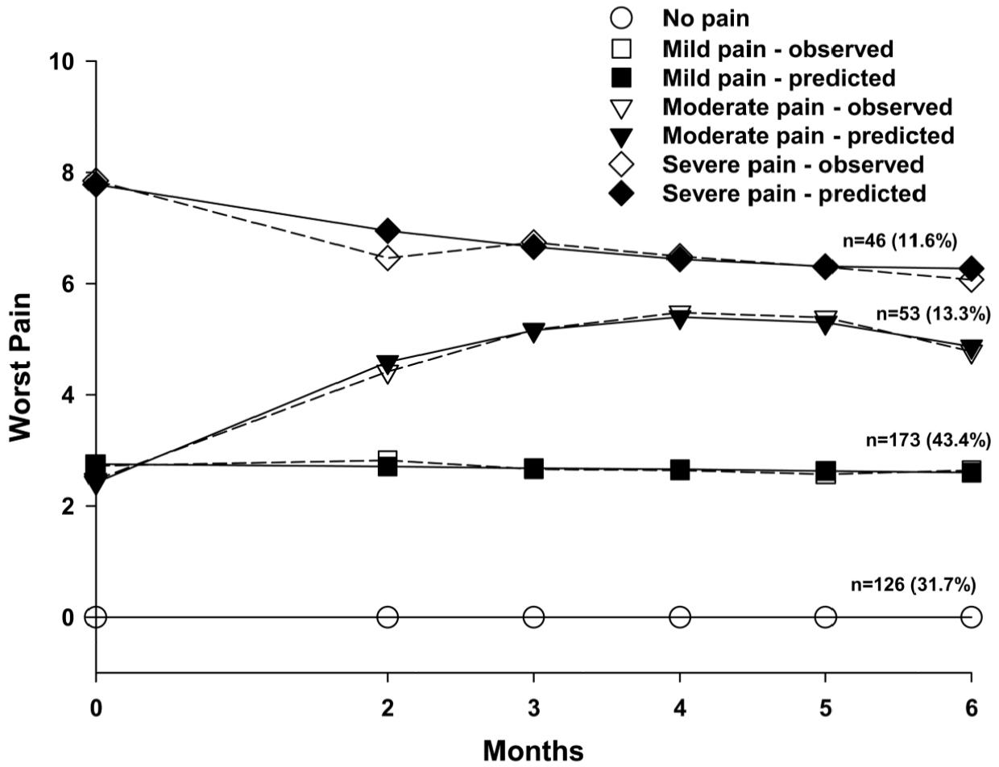 No pain
Mild pain - observed
Mild pain - predicted
Moderate pain - observed
Moderate pain - predicted
Severe pain - observed
Severe pain - predicted
10
8
6
4
2
0
Worst Pain
n=46 (11.6%)
n=53 (13.3%)
n=173 (43.4%)
n=126 (31.7%)
0 2 3 4 5 6
Months